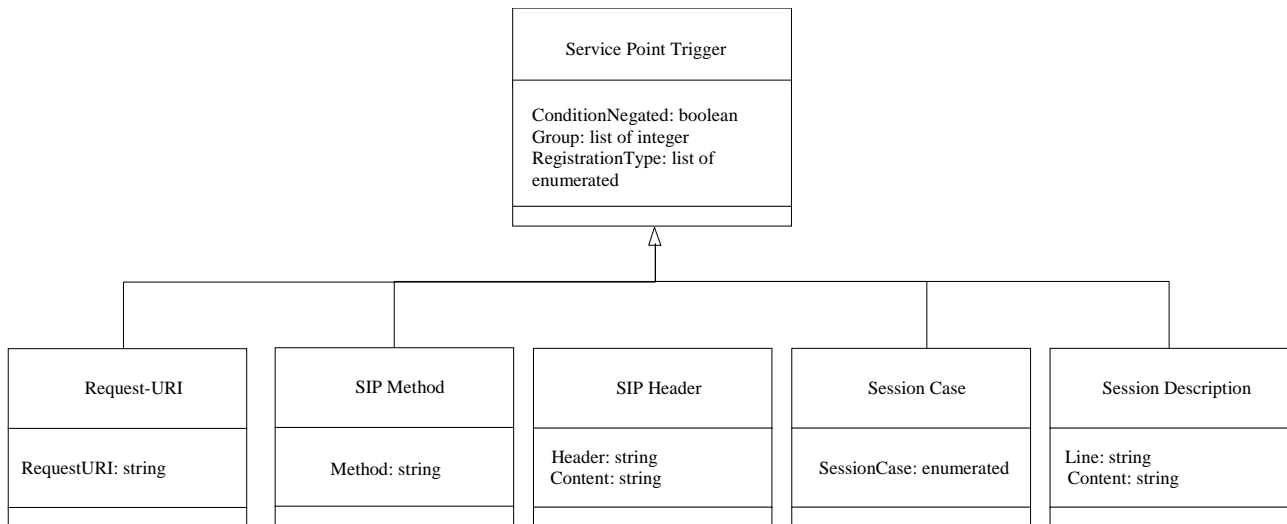 Service Point Trigger
ConditionNegated: boolean
Group: list of integer
RegistrationType: list of
enumerated
Request-URI
RequestURI: string
SIP Method
Method: string
SIP Header
Header: string
Content: string
Session Case
SessionCase: enumerated
Session Description
Line: string
Content: string